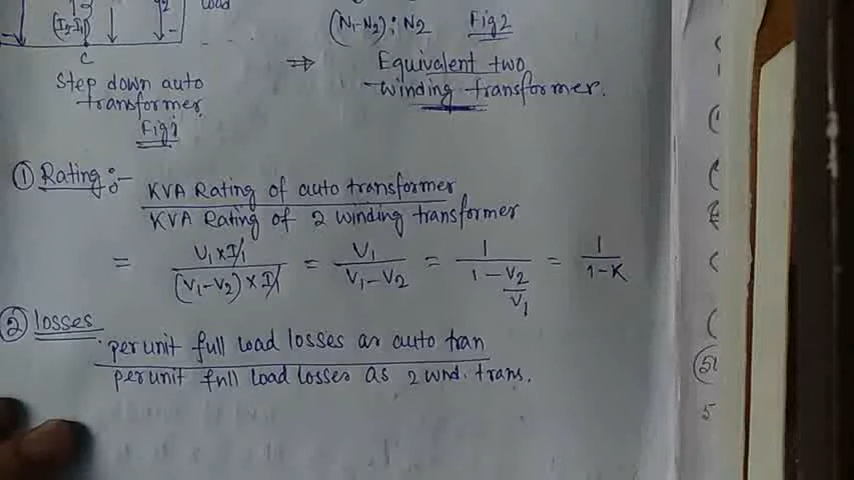 Load
(I2-I1)
C
(N1-N2) : N2 Fig2
Step down auto transformer
Fig1
⇒ Equivalent two winding transformer.
① Rating :-
KVA Rating of auto transformer
KVA Rating of 2 winding transformer
= V1 × I1 / (V1-V2) × I1 = V1 / V1-V2 = 1 / 1 - V2/V1 = 1 / 1-K
② losses
per unit full load losses as auto tran
per unit full load losses as 2 wnd. trans.